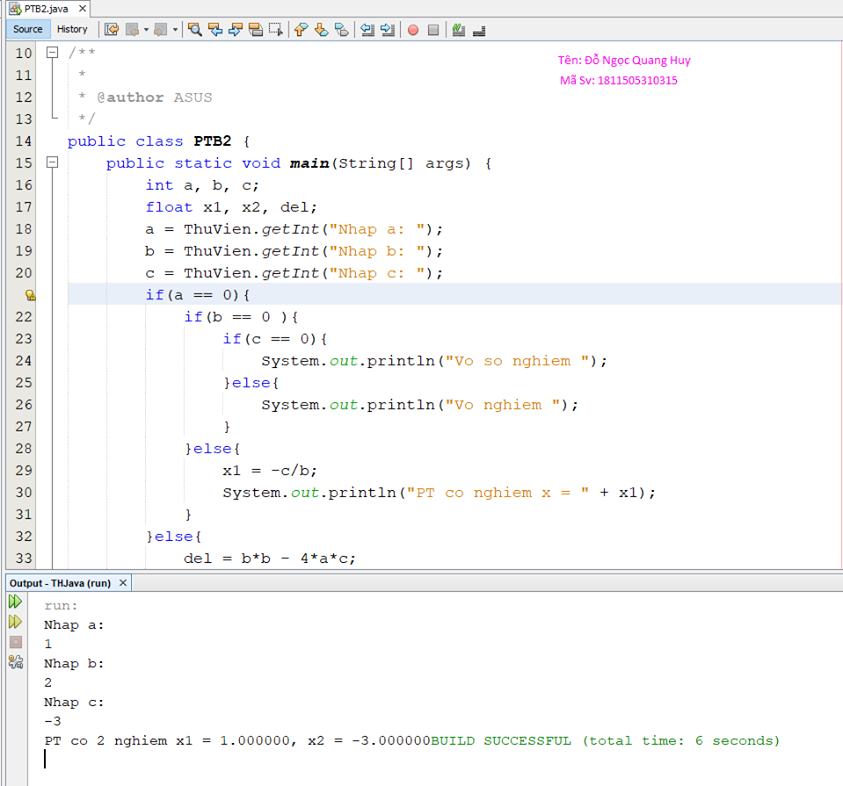 PTB2.java
Source History
Tên: Đỗ Ngọc Quang Huy
Mã Sv: 1811505310315
10 /**
11 *
12 * @author ASUS
13 */
14 public class PTB2 {
15 public static void main(String[] args) {
16 int a, b, c;
17 float x1, x2, del;
18 a = ThuVien.getInt("Nhap a: ");
19 b = ThuVien.getInt("Nhap b: ");
20 c = ThuVien.getInt("Nhap c: ");
if(a == 0){
22 if(b == 0 ){
23 if(c == 0){
24 System.out.println("Vo so nghiem ");
25 }else{
26 System.out.println("Vo nghiem ");
27 }
28 }else{
29 x1 = -c/b;
30 System.out.println("PT co nghiem x = " + x1);
31 }
32 }else{
33 del = b*b - 4*a*c;
Output - THJava (run)
run:
Nhap a:
1
Nhap b:
2
Nhap c:
-3
PT co 2 nghiem x1 = 1.000000, x2 = -3.000000BUILD SUCCESSFUL (total time: 6 seconds)